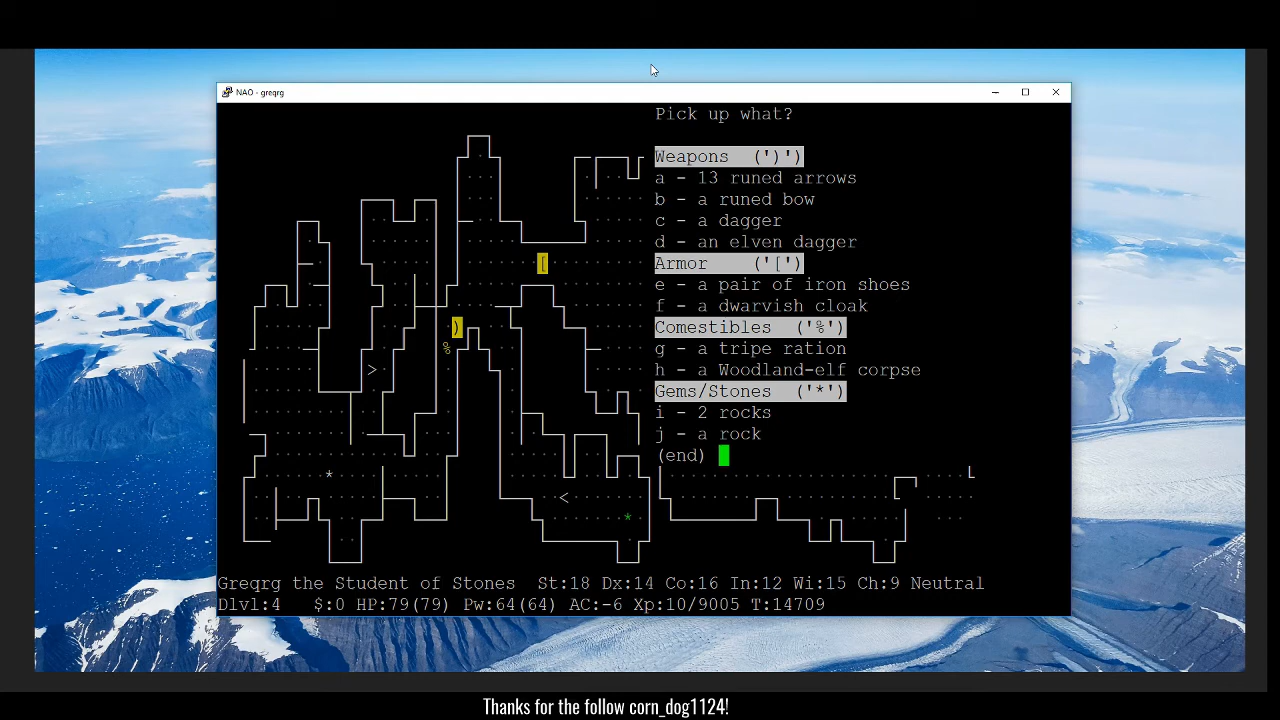 NAO - greqrg
Pick up what?
Weapons (')')
a - 13 runed arrows
b - a runed bow
c - a dagger
d - an elven dagger
Armor ('[')
e - a pair of iron shoes
f - a dwarvish cloak
Comestibles ('%')
g - a tripe ration
h - a Woodland-elf corpse
Gems/Stones ('*')
i - 2 rocks
j - a rock
(end)
Greqrg the Student of Stones St:18 Dx:14 Co:16 In:12 Wi:15 Ch:9 Neutral
Dlvl:4 $:0 HP:79(79) Pw:64(64) AC:-6 Xp:10/9005 T:14709
Thanks for the follow corn_dog1124!